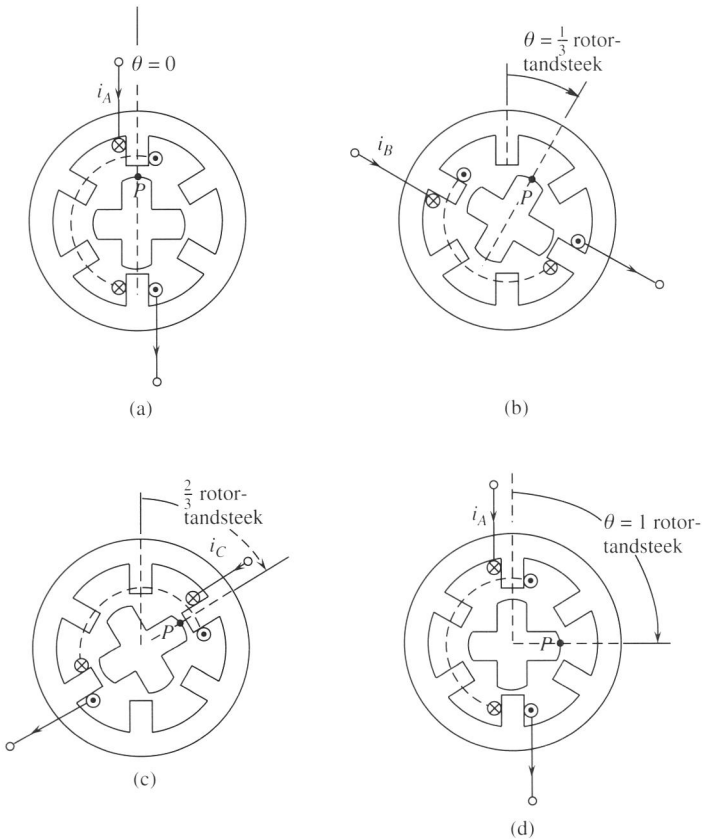 θ = 0
i_A
P
(a)
θ = 1/3 rotor-
tandsteek
i_B
P
(b)
2/3 rotor-
tandsteek
i_C
P
(c)
i_A
θ = 1 rotor-
tandsteek
P
(d)